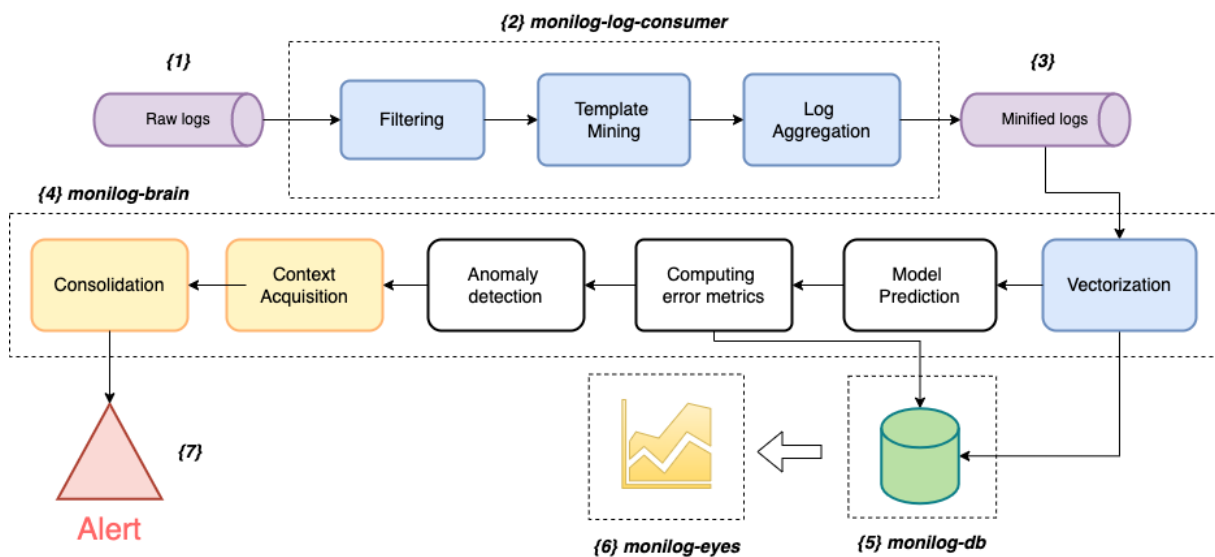 {2} monilog-log-consumer
{1}
{3}
Raw logs
Filtering
Template
Mining
Log
Aggregation
Minified logs
{4} monilog-brain
Consolidation
Context
Acquisition
Anomaly
detection
Computing
error metrics
Model
Prediction
Vectorization
{7}
Alert
{6} monilog-eyes
{5} monilog-db